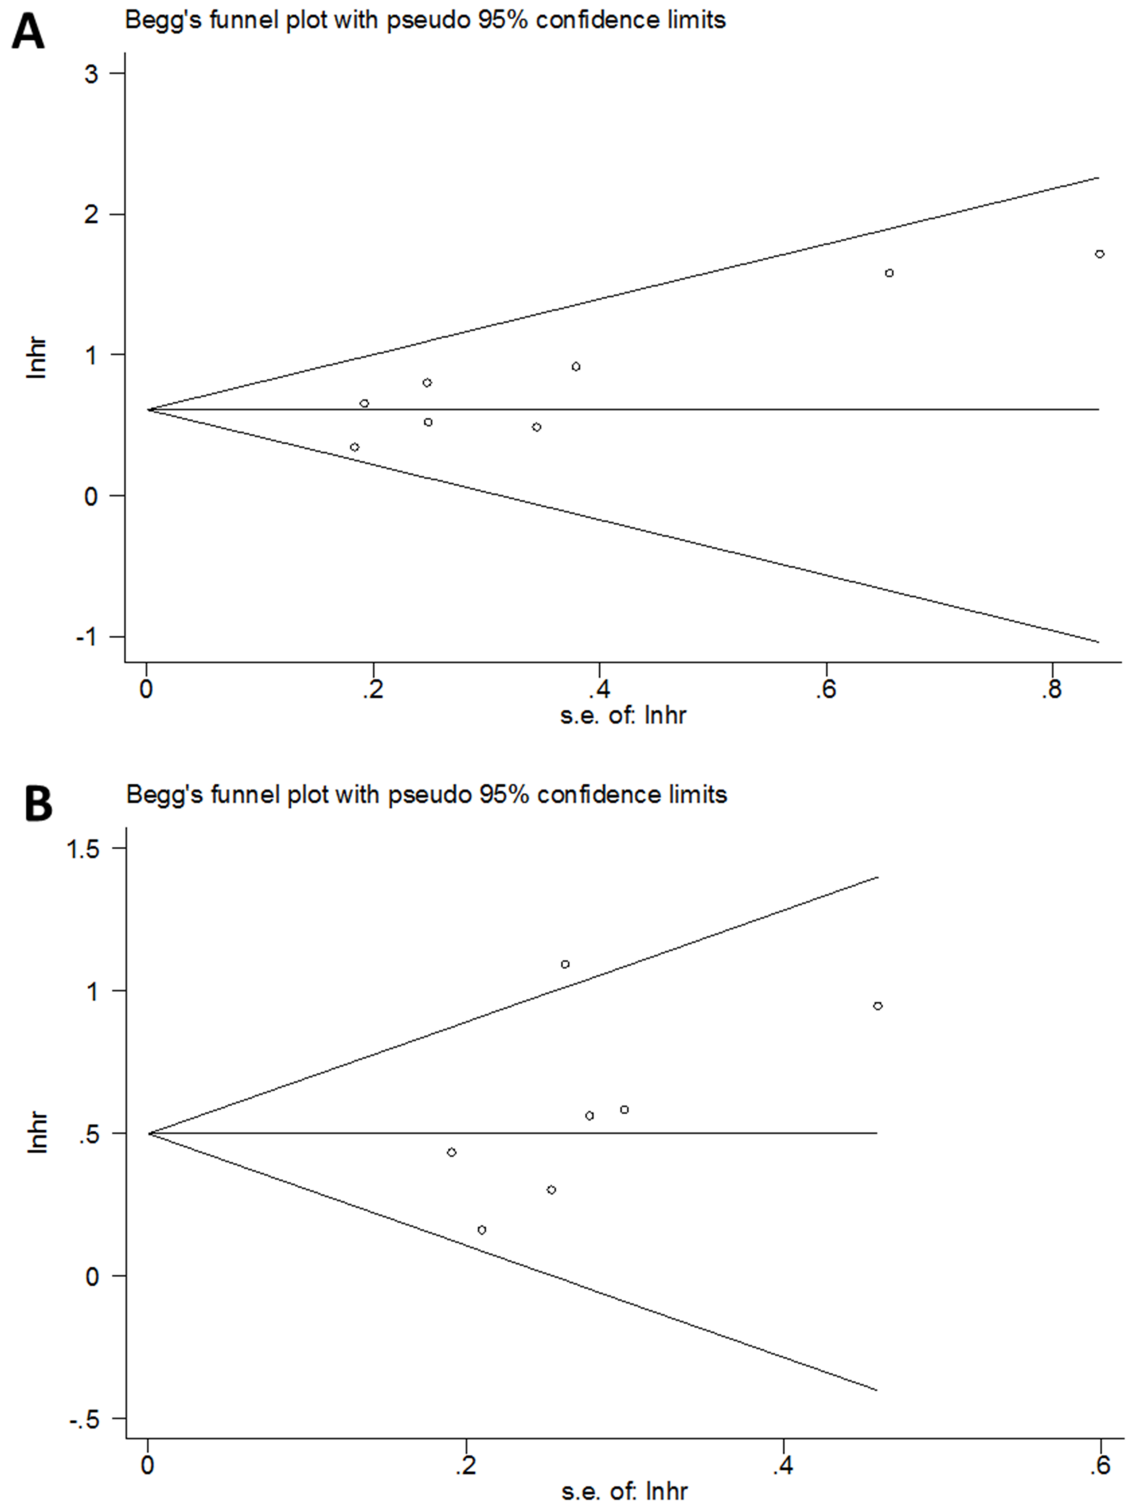 A
Begg's funnel plot with pseudo 95% confidence limits
3
2
1
0
-1
lnhr
0 .2 .4 .6 .8
s.e. of: lnhr
B
Begg's funnel plot with pseudo 95% confidence limits
1.5
1
.5
0
-.5
lnhr
0 .2 .4 .6
s.e. of: lnhr